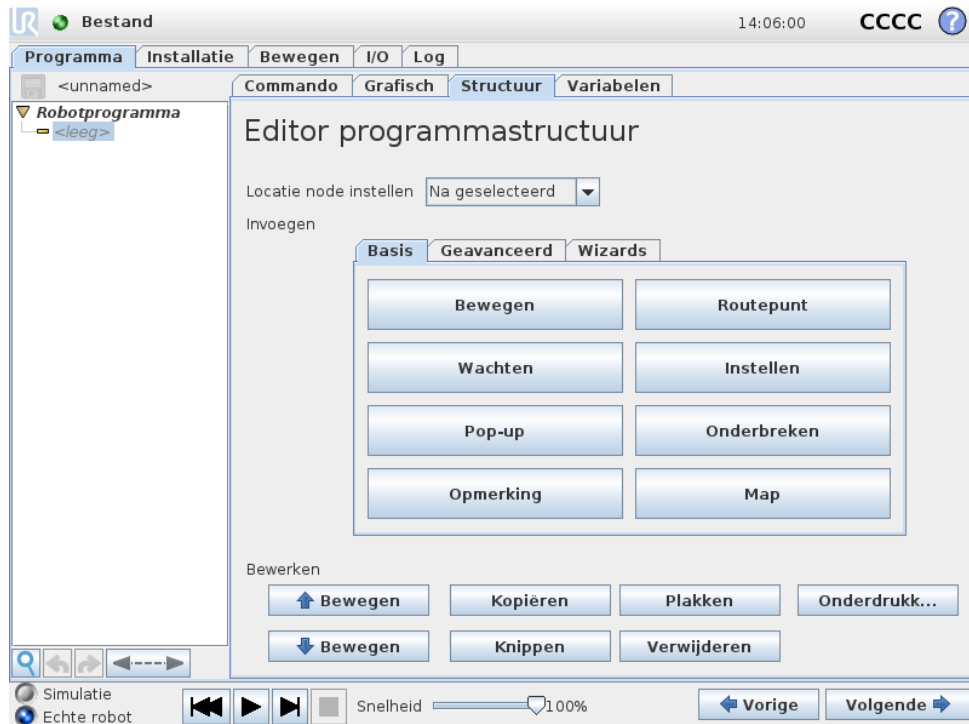 UR Bestand 14:06:00 CCCC ?
Programma Installatie Bewegen I/O Log
<unnamed> Commando Grafisch Structuur Variabelen
Robotprogramma
<leeg>
Editor programmastructuur
Locatie node instellen Na geselecteerd
Invoegen
Basis Geavanceerd Wizards
Bewegen Routepunt
Wachten Instellen
Pop-up Onderbreken
Opmerking Map
Bewerken
Bewegen Kopiëren Plakken Onderdrukk...
Bewegen Knippen Verwijderen
Simulatie
Echte robot
Snelheid 100% Vorige Volgende